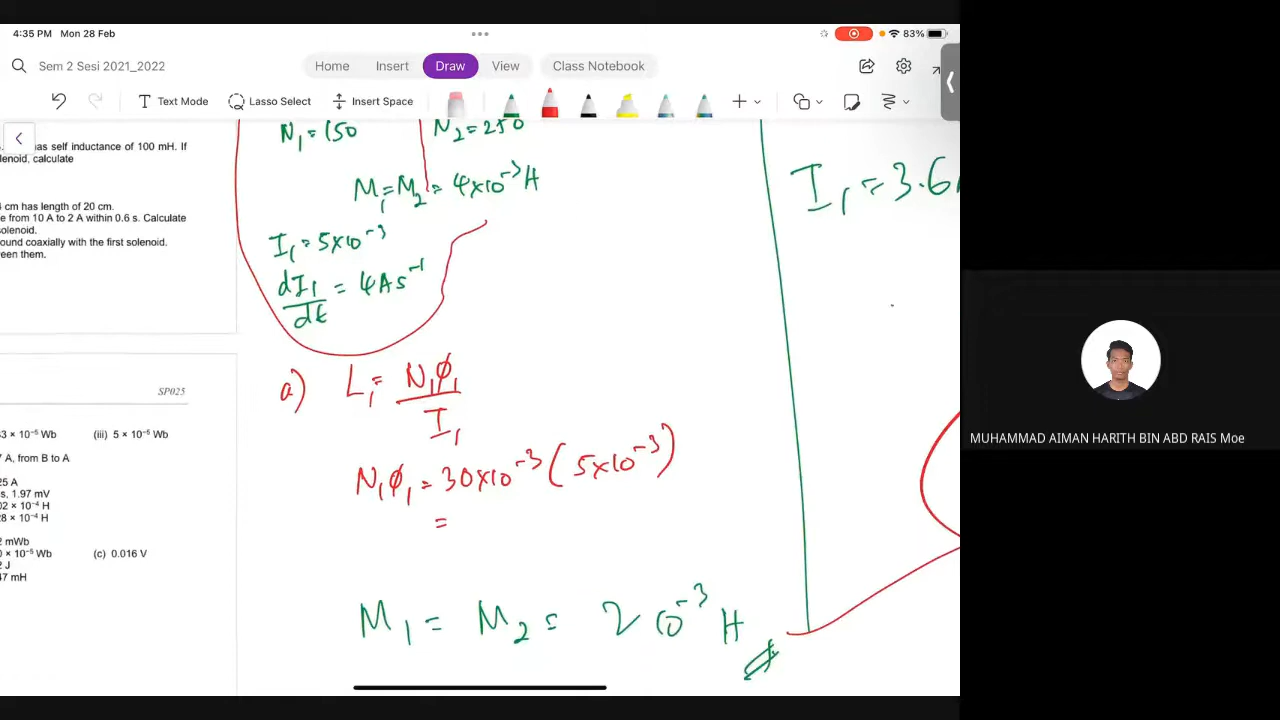 4:35 PM Mon 28 Feb
83%
Sem 2 Sesi 2021_2022
Home Insert Draw View Class Notebook
Text Mode Lasso Select Insert Space
as self inductance of 100 mH. If
lenoid, calculate
cm has length of 20 cm.
e from 10 A to 2 A within 0.6 s. Calculate
solenoid.
ound coaxially with the first solenoid.
een them.
SP025
33 × 10⁻⁵ Wb (iii) 5 × 10⁻⁵ Wb
A, from B to A
25 A
s, 1.97 mV
02 × 10⁻⁴ H
28 × 10⁻⁴ H
mWb
0 × 10⁻⁵ Wb (c) 0.016 V
J
47 mH
N₁ = 150 N₂ = 250
M₁ = M₂ = 4×10⁻³ H
I₁ = 5×10⁻³
dI₁/dt = 4 A s⁻¹
a) L₁ = N₁ϕ₁/I₁
N₁ϕ₁ = 30×10⁻³ (5×10⁻³)
=
M₁ = M₂ = 2 10⁻³ H
I₁ = 3.6
MUHAMMAD AIMAN HARITH BIN ABD RAIS Moe